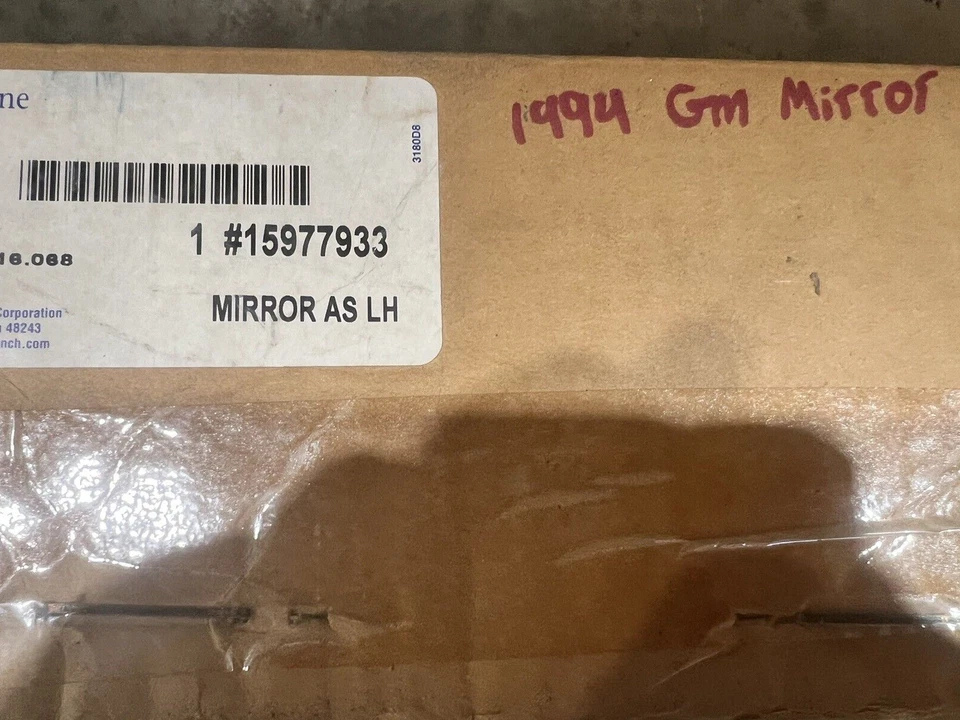 ne
1994 Gm Mirror
3180D8
1 #15977933
16.068
MIRROR AS LH
Corporation
48243
nch.com